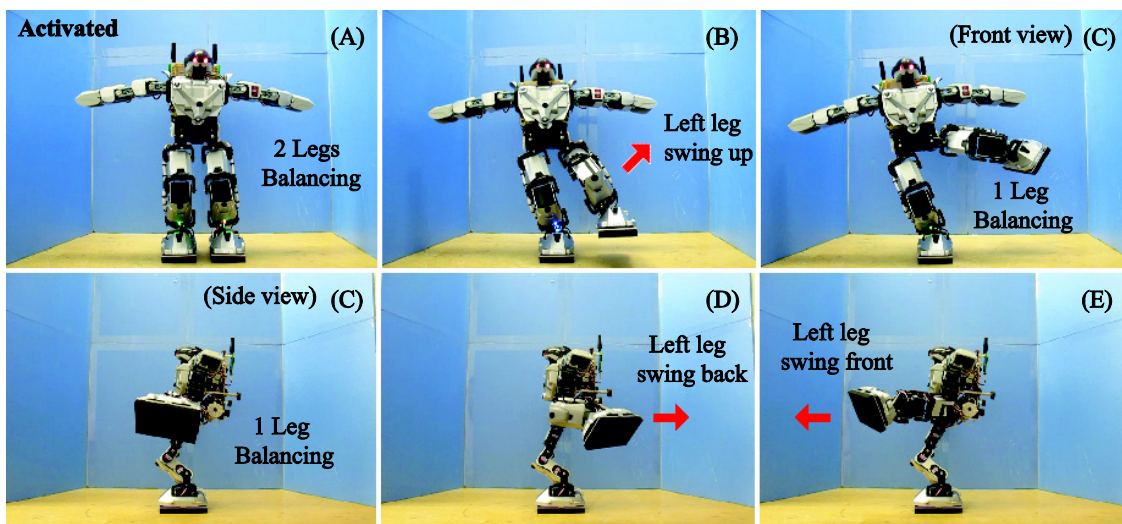 Activated
(A)
2 Legs
Balancing
(B)
Left leg
swing up
(Front view) (C)
1 Leg
Balancing
(Side view) (C)
1 Leg
Balancing
(D)
Left leg
swing back
(E)
Left leg
swing front